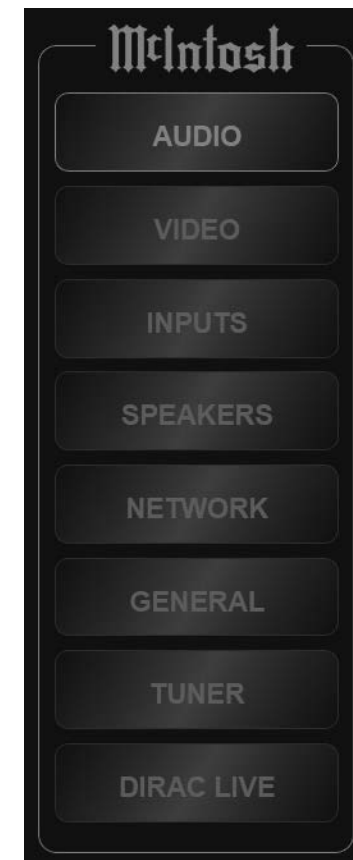 McIntosh
AUDIO
VIDEO
INPUTS
SPEAKERS
NETWORK
GENERAL
TUNER
DIRAC LIVE